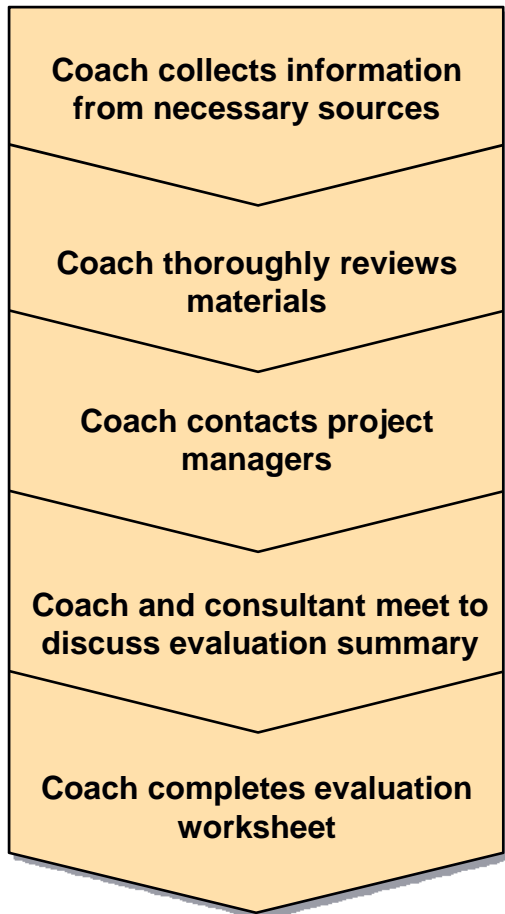 Coach collects information
from necessary sources
Coach thoroughly reviews
materials
Coach contacts project
managers
Coach and consultant meet to
discuss evaluation summary
Coach completes evaluation
worksheet